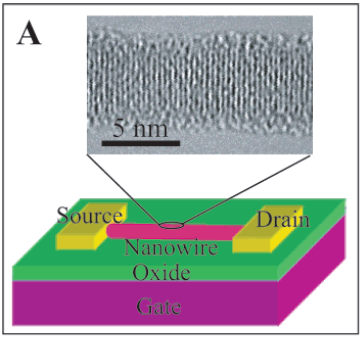 A
5 nm
Source
Drain
Nanowire
Oxide
Gate